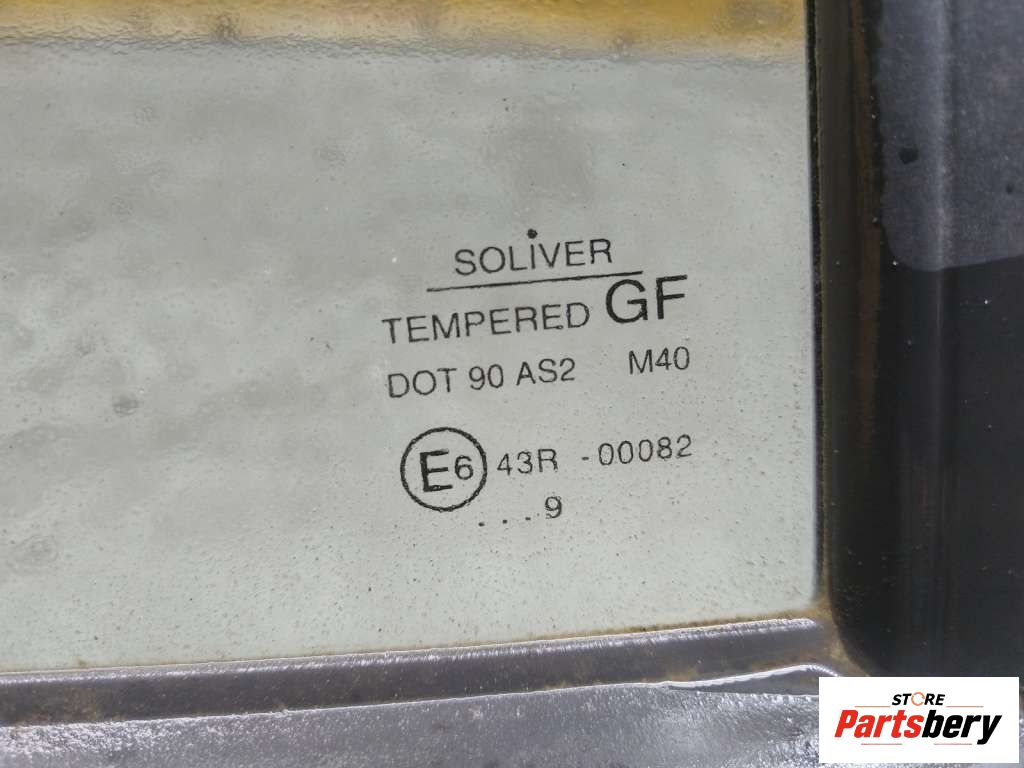 SOLIVER
TEMPERED GF
DOT 90 AS2 M40
E6 43R -00082
...9
STORE
Partsbery